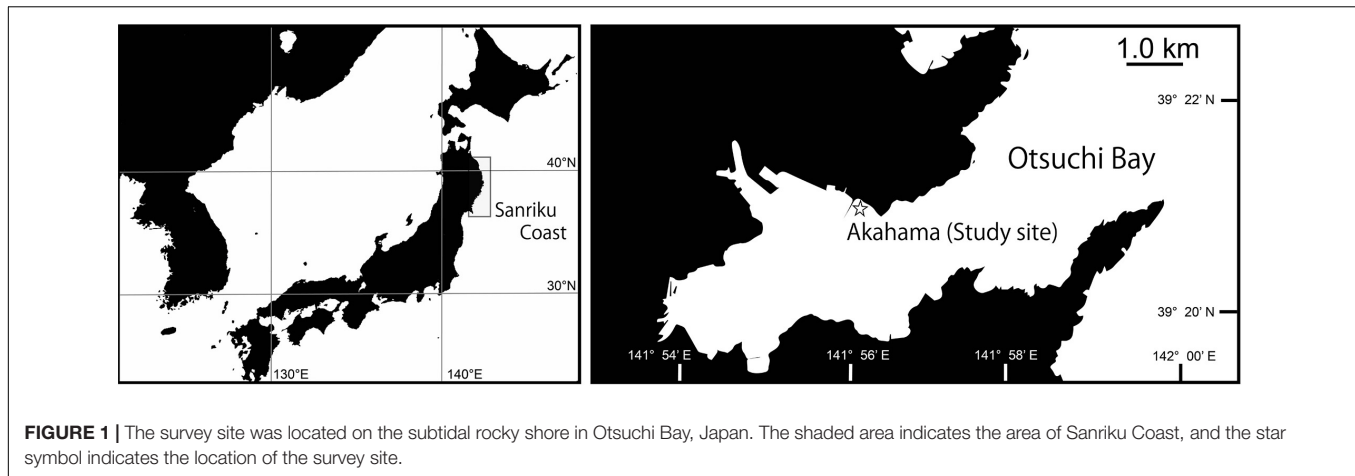 40°N
Sanriku
Coast
30°N
130°E
140°E
1.0 km
39° 22' N
Otsuchi Bay
Akahama (Study site)
39° 20' N
141° 54' E
141° 56' E
141° 58' E
142° 00' E
FIGURE 1 | The survey site was located on the subtidal rocky shore in Otsuchi Bay, Japan. The shaded area indicates the area of Sanriku Coast, and the star
symbol indicates the location of the survey site.